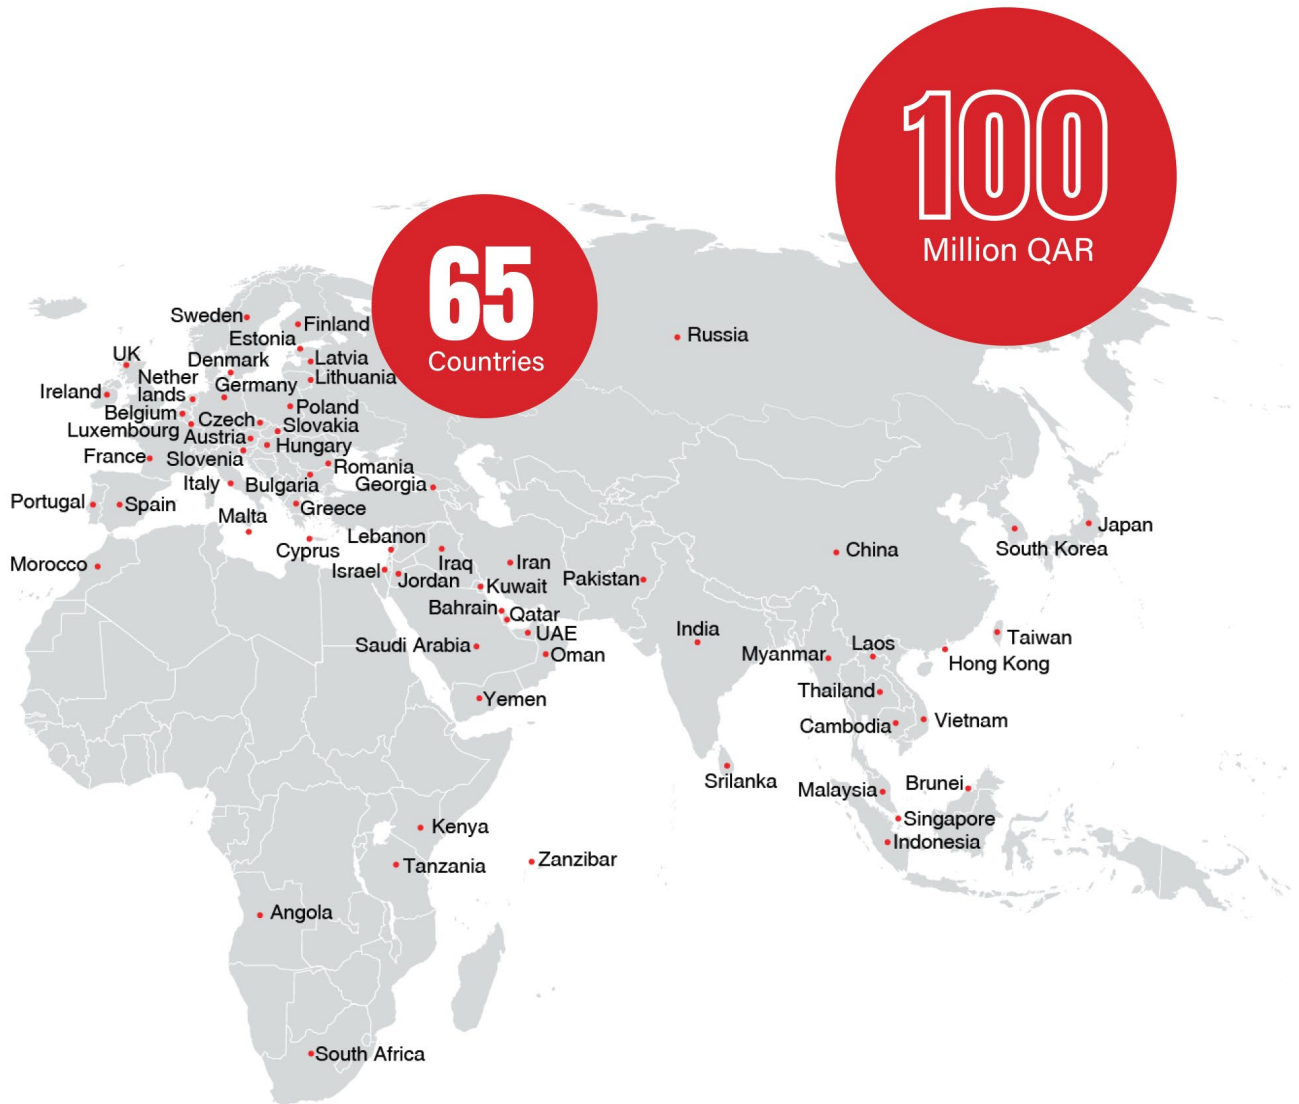 100
Million QAR
65
Countries
Sweden
Finland
Estonia
UK
Denmark
Latvia
Nether
lands
Germany
Lithuania
Ireland
Belgium
Poland
Czech
Slovakia
Luxembourg
Austria
Hungary
France
Slovenia
Romania
Italy
Bulgaria
Georgia
Portugal
Spain
Greece
Malta
Cyprus
Lebanon
Morocco
Israel
Jordan
Iraq
Iran
Kuwait
Pakistan
Bahrain
Qatar
UAE
Saudi Arabia
Oman
Yemen
Russia
China
Japan
South Korea
India
Myanmar
Laos
Taiwan
Hong Kong
Thailand
Cambodia
Vietnam
Srilanka
Malaysia
Brunei
Singapore
Indonesia
Kenya
Tanzania
Zanzibar
Angola
South Africa